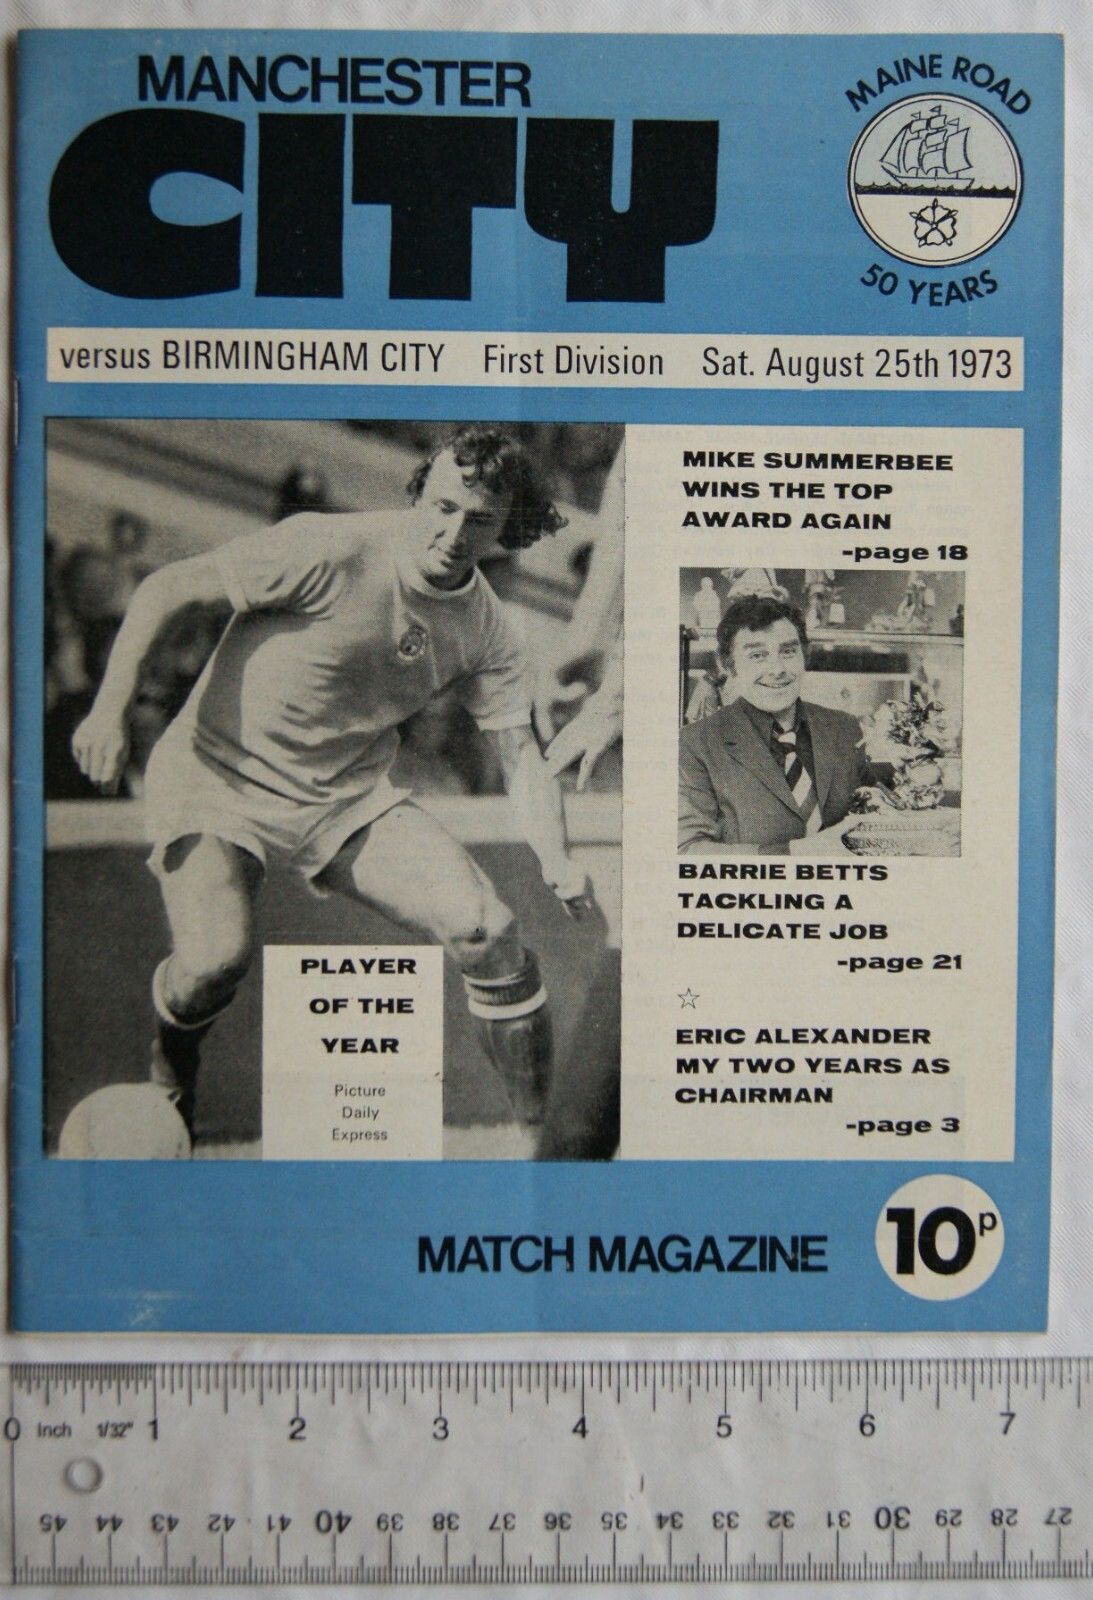 MANCHESTER
CITY
MAINE ROAD
50 YEARS
versus BIRMINGHAM CITY First Division Sat. August 25th 1973
MIKE SUMMERBEE
WINS THE TOP
AWARD AGAIN
-page 18
BARRIE BETTS
TACKLING A
DELICATE JOB
-page 21
☆
ERIC ALEXANDER
MY TWO YEARS AS
CHAIRMAN
-page 3
PLAYER
OF THE
YEAR
Picture
Daily
Express
MATCH MAGAZINE
10p
0 Inch 1/32" 1 2 3 4 5 6 7
45 44 43 42 41 40 39 38 37 36 35 34 33 32 31 30 29 28 27